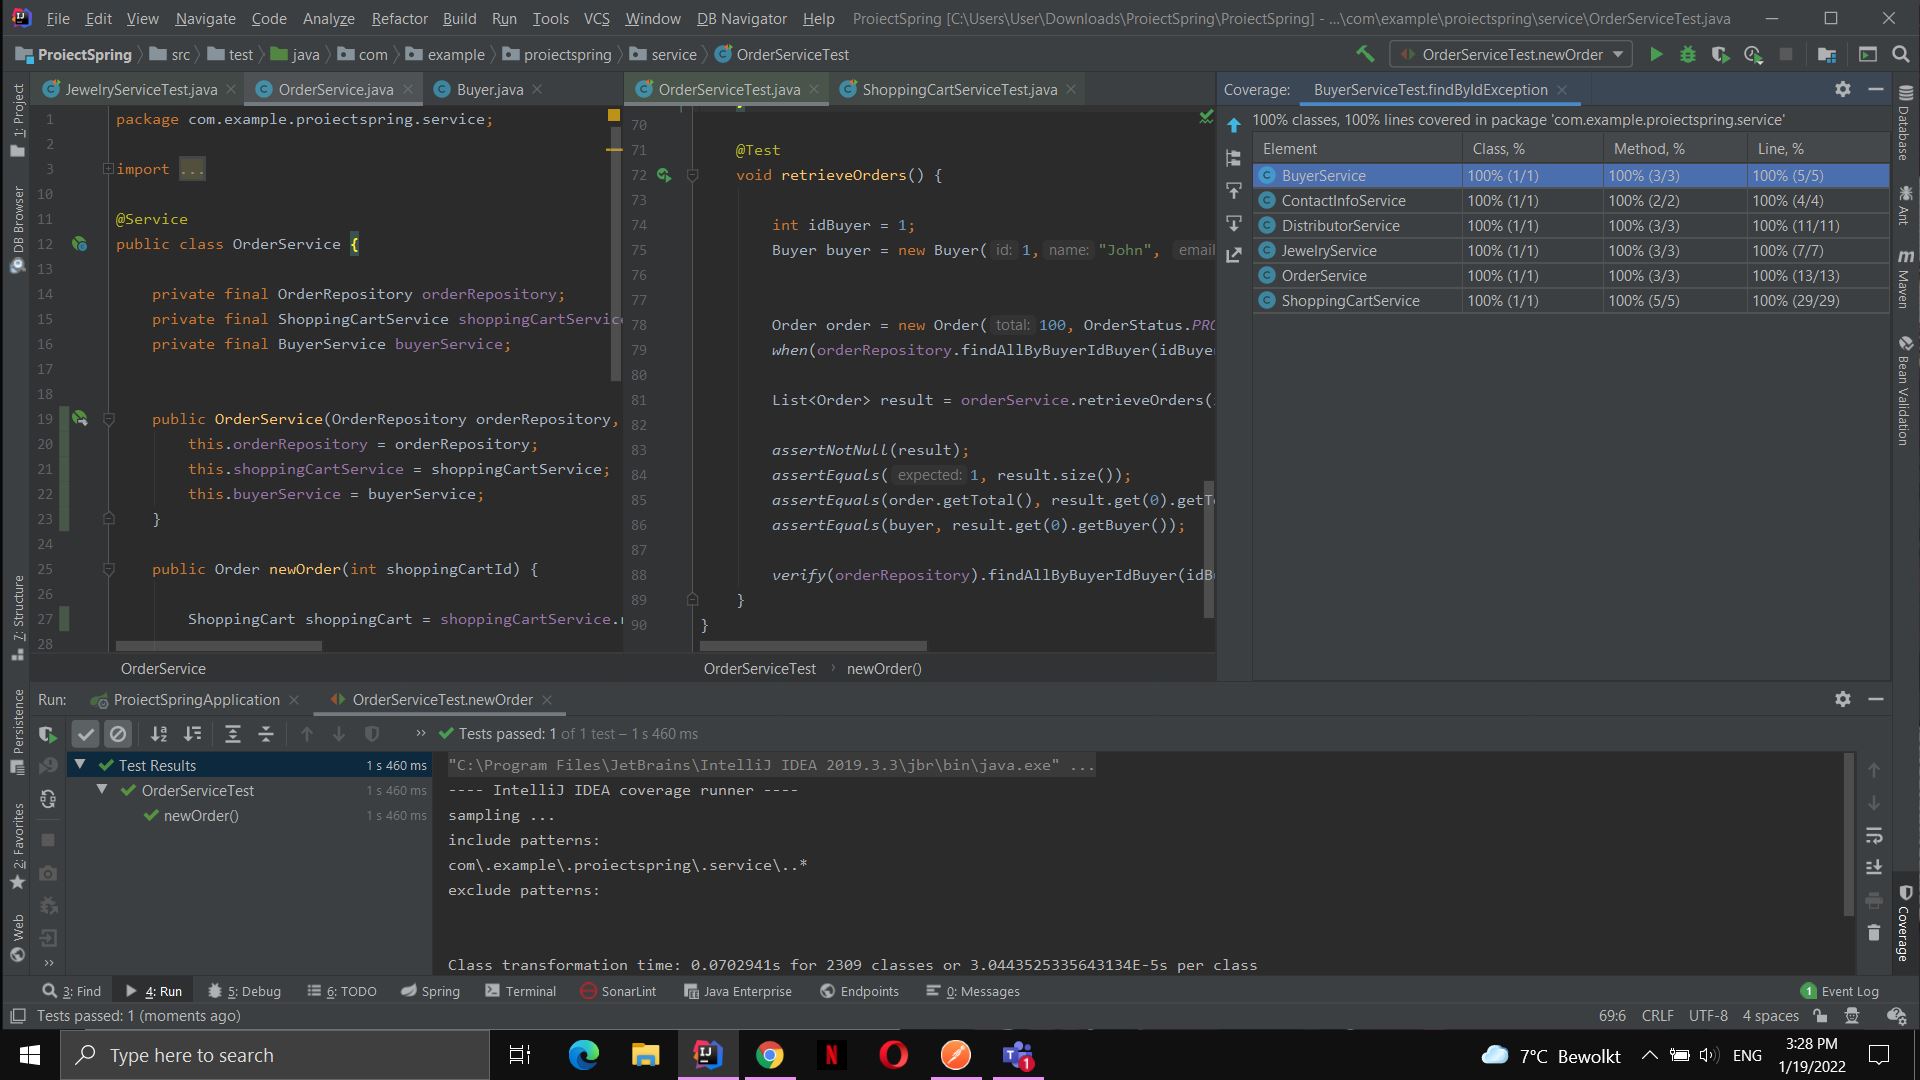 File Edit View Navigate Code Analyze Refactor Build Run Tools VCS Window DB Navigator Help ProiectSpring [C:\Users\User\Downloads\ProiectSpring\ProiectSpring] - ...\com\example\proiectspring\service\OrderServiceTest.java
ProiectSpring src test java com example proiectspring service OrderServiceTest
OrderServiceTest.newOrder
JewelryServiceTest.java OrderService.java Buyer.java
OrderServiceTest.java ShoppingCartServiceTest.java
Coverage: BuyerServiceTest.findByIdException
1: Project
DB Browser
7: Structure
Persistence
2: Favorites
Web
1 package com.example.proiectspring.service;
2
3 import ...
10
11 @Service
12 public class OrderService {
13
14 private final OrderRepository orderRepository;
15 private final ShoppingCartService shoppingCartService
16 private final BuyerService buyerService;
17
18
19 public OrderService(OrderRepository orderRepository,
20 this.orderRepository = orderRepository;
21 this.shoppingCartService = shoppingCartService;
22 this.buyerService = buyerService;
23 }
24
25 public Order newOrder(int shoppingCartId) {
26
27 ShoppingCart shoppingCart = shoppingCartService.
28
OrderService
70
71 @Test
72 void retrieveOrders() {
73
74 int idBuyer = 1;
75 Buyer buyer = new Buyer( id: 1, name: "John", email
76
77
78 Order order = new Order( total: 100, OrderStatus.PRO
79 when(orderRepository.findAllByBuyerIdBuyer(idBuyer
80
81 List<Order> result = orderService.retrieveOrders(
82
83 assertNotNull(result);
84 assertEquals( expected: 1, result.size());
85 assertEquals(order.getTotal(), result.get(0).getT
86 assertEquals(buyer, result.get(0).getBuyer());
87
88 verify(orderRepository).findAllByBuyerIdBuyer(idB
89 }
90 }
OrderServiceTest newOrder()
100% classes, 100% lines covered in package 'com.example.proiectspring.service'
Element Class, % Method, % Line, %
BuyerService 100% (1/1) 100% (3/3) 100% (5/5)
ContactInfoService 100% (1/1) 100% (2/2) 100% (4/4)
DistributorService 100% (1/1) 100% (3/3) 100% (11/11)
JewelryService 100% (1/1) 100% (3/3) 100% (7/7)
OrderService 100% (1/1) 100% (3/3) 100% (13/13)
ShoppingCartService 100% (1/1) 100% (5/5) 100% (29/29)
Database
Ant
m Maven
Bean Validation
Coverage
Run: ProiectSpringApplication OrderServiceTest.newOrder
Tests passed: 1 of 1 test – 1 s 460 ms
Test Results 1 s 460 ms
OrderServiceTest 1 s 460 ms
newOrder() 1 s 460 ms
"C:\Program Files\JetBrains\IntelliJ IDEA 2019.3.3\jbr\bin\java.exe" ...
---- IntelliJ IDEA coverage runner ----
sampling ...
include patterns:
com\.example\.proiectspring\.service\..*
exclude patterns:
Class transformation time: 0.0702941s for 2309 classes or 3.0443525335643134E-5s per class
3: Find 4: Run 5: Debug 6: TODO Spring Terminal SonarLint Java Enterprise Endpoints 0: Messages 1 Event Log
Tests passed: 1 (moments ago) 69:6 CRLF UTF-8 4 spaces
Type here to search
7°C Bewolkt ENG
3:28 PM
1/19/2022